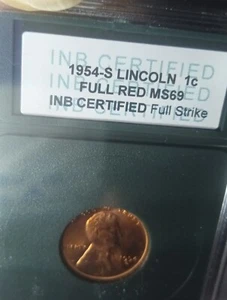 INB CERTIFIED
1954-S LINCOLN 1c
FULL RED MS69
INB CERTIFIED Full Strike